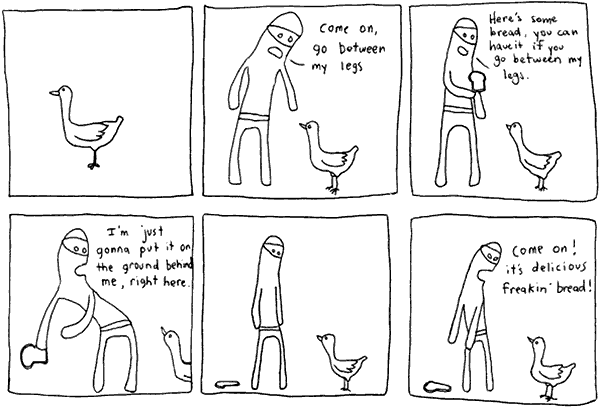 Come on,
go between
my legs
Here's some
bread, you can
have it if you
go between my
legs.
I'm just
gonna put it on
the ground behind
me, right here.
Come on!
it's delicious
freakin' bread!